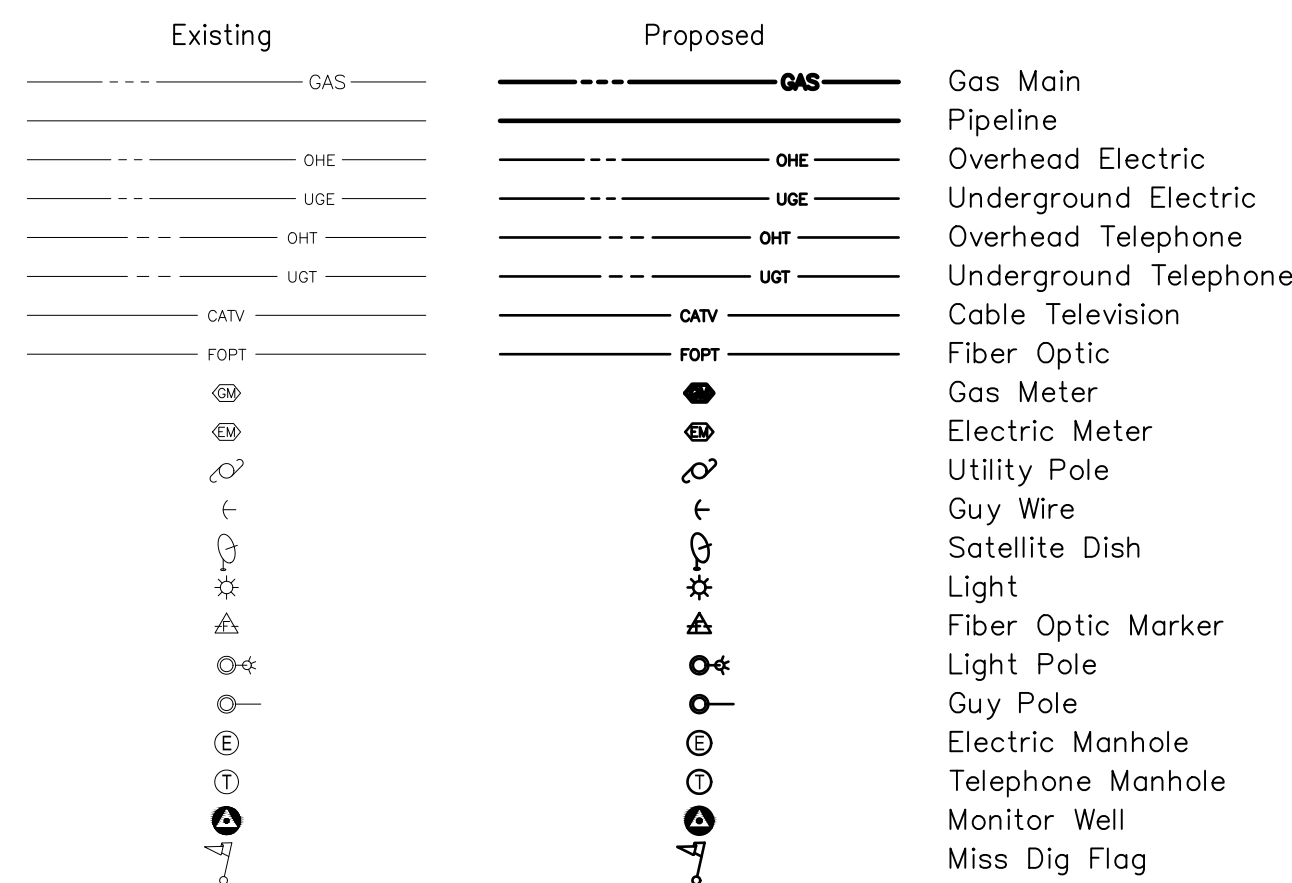 Existing Proposed
GAS GAS Gas Main
Pipeline
OHE OHE Overhead Electric
UGE UGE Underground Electric
OHT OHT Overhead Telephone
UGT UGT Underground Telephone
CATV CATV Cable Television
FOPT FOPT Fiber Optic
GM Gas Meter
EM EM Electric Meter
Utility Pole
Guy Wire
Satellite Dish
Light
F F Fiber Optic Marker
Light Pole
Guy Pole
E E Electric Manhole
T T Telephone Manhole
Monitor Well
Miss Dig Flag